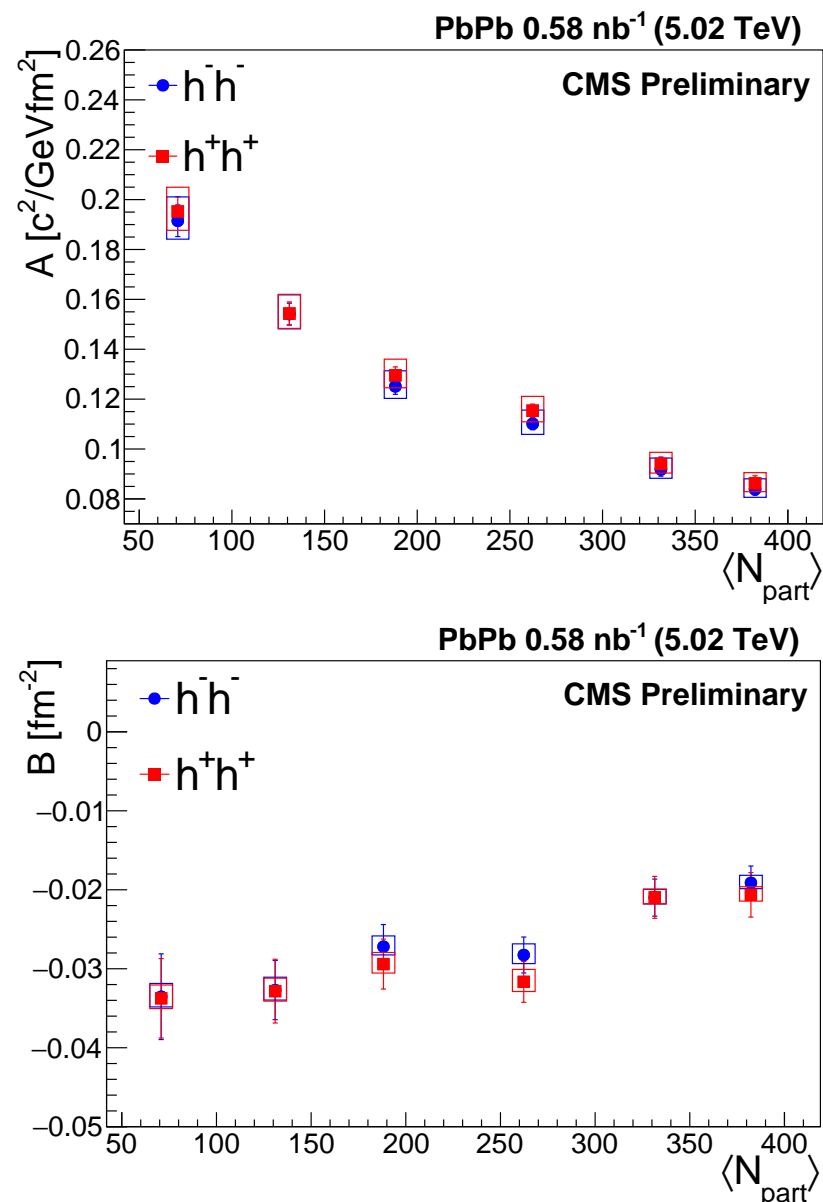 PbPb 0.58 nb⁻¹ (5.02 TeV)
CMS Preliminary
h⁻h⁻
h⁺h⁺
A [c²/GeVfm²]
0.26
0.24
0.22
0.2
0.18
0.16
0.14
0.12
0.1
0.08
50 100 150 200 250 300 350 400
⟨N_part⟩
PbPb 0.58 nb⁻¹ (5.02 TeV)
CMS Preliminary
h⁻h⁻
h⁺h⁺
B [fm⁻²]
0
−0.01
−0.02
−0.03
−0.04
−0.05
50 100 150 200 250 300 350 400
⟨N_part⟩